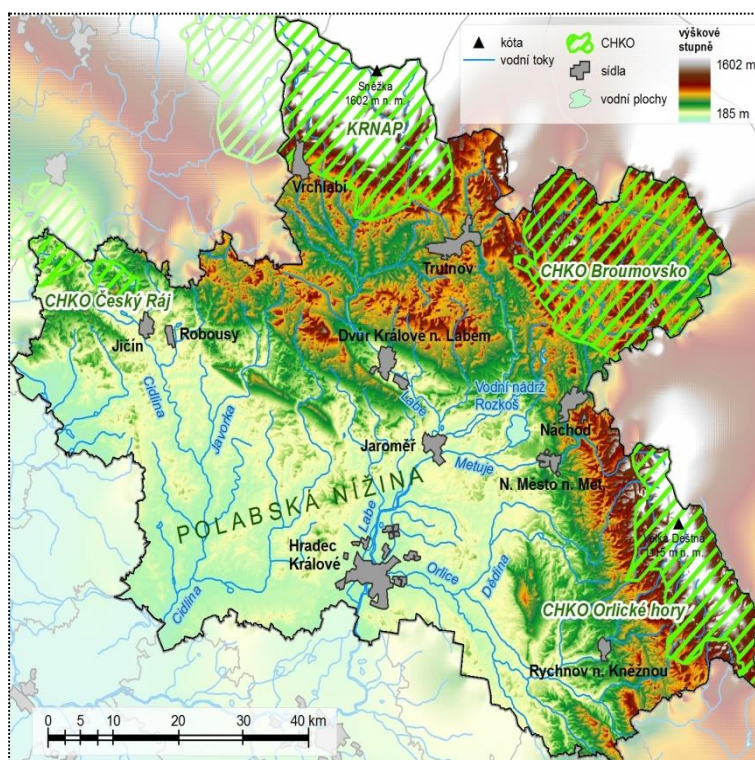 kóta
vodní toky
CHKO
sídla
vodní plochy
výškové
stupně
1602 m
185 m
Sněžka
1602 m n. m.
KRNAP
Vrchlabí
Trutnov
CHKO Broumovsko
CHKO Český Ráj
Jičín
Robousy
Dvůr Králové n. Labem
Cidlina
Javorka
Labe
Vodní nádrž
Rozkoš
Náchod
Jaroměř
Metuje
N. Město n. Met.
POLABSKÁ NÍŽINA
Labe
Velká Deštná
1115 m n. m.
Hradec
Králové
Orlice
Dědina
Cidlina
CHKO Orlické hory
Rychnov n. Kněžnou
0 5 10 20 30 40 km